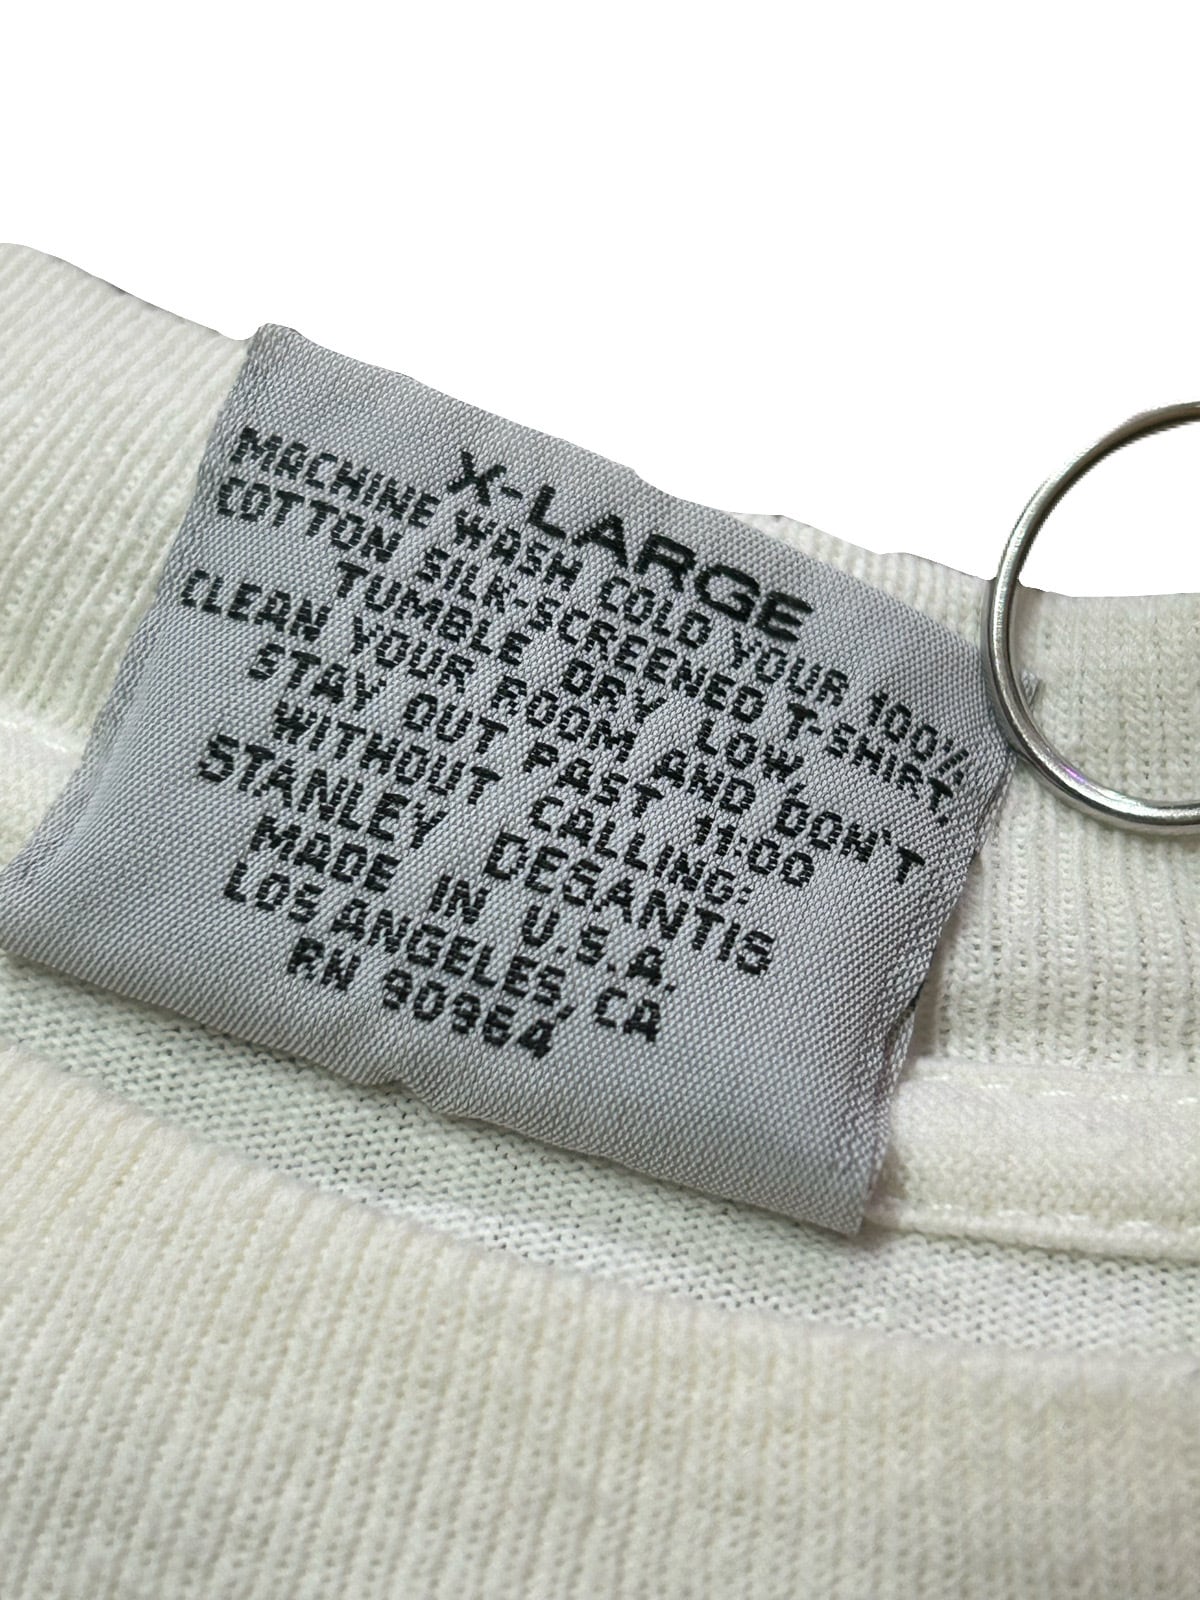 X-LARGE
MACHINE WASH COLD YOUR 100%
COTTON SILK-SCREENED T-SHIRT,
TUMBLE DRY LOW,
CLEAN YOUR ROOM AND DON'T
STAY OUT PAST 11:00
WITHOUT CALLING;
STANLEY DESANTIS
MADE IN U.S.A.
LOS ANGELES, CA
RN 90964